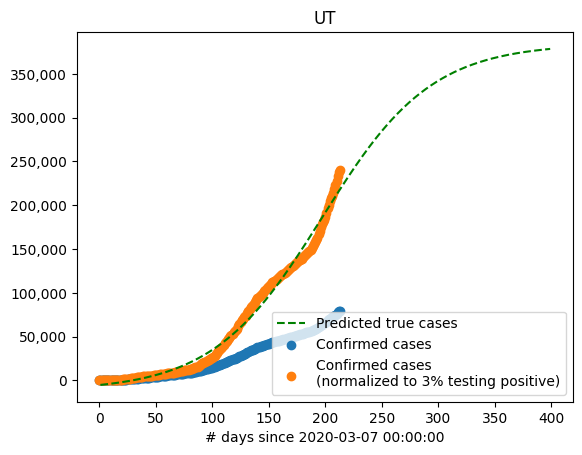 UT
350,000
300,000
250,000
200,000
150,000
100,000
50,000
0
Predicted true cases
Confirmed cases
Confirmed cases
(normalized to 3% testing positive)
0 50 100 150 200 250 300 350 400
# days since 2020-03-07 00:00:00